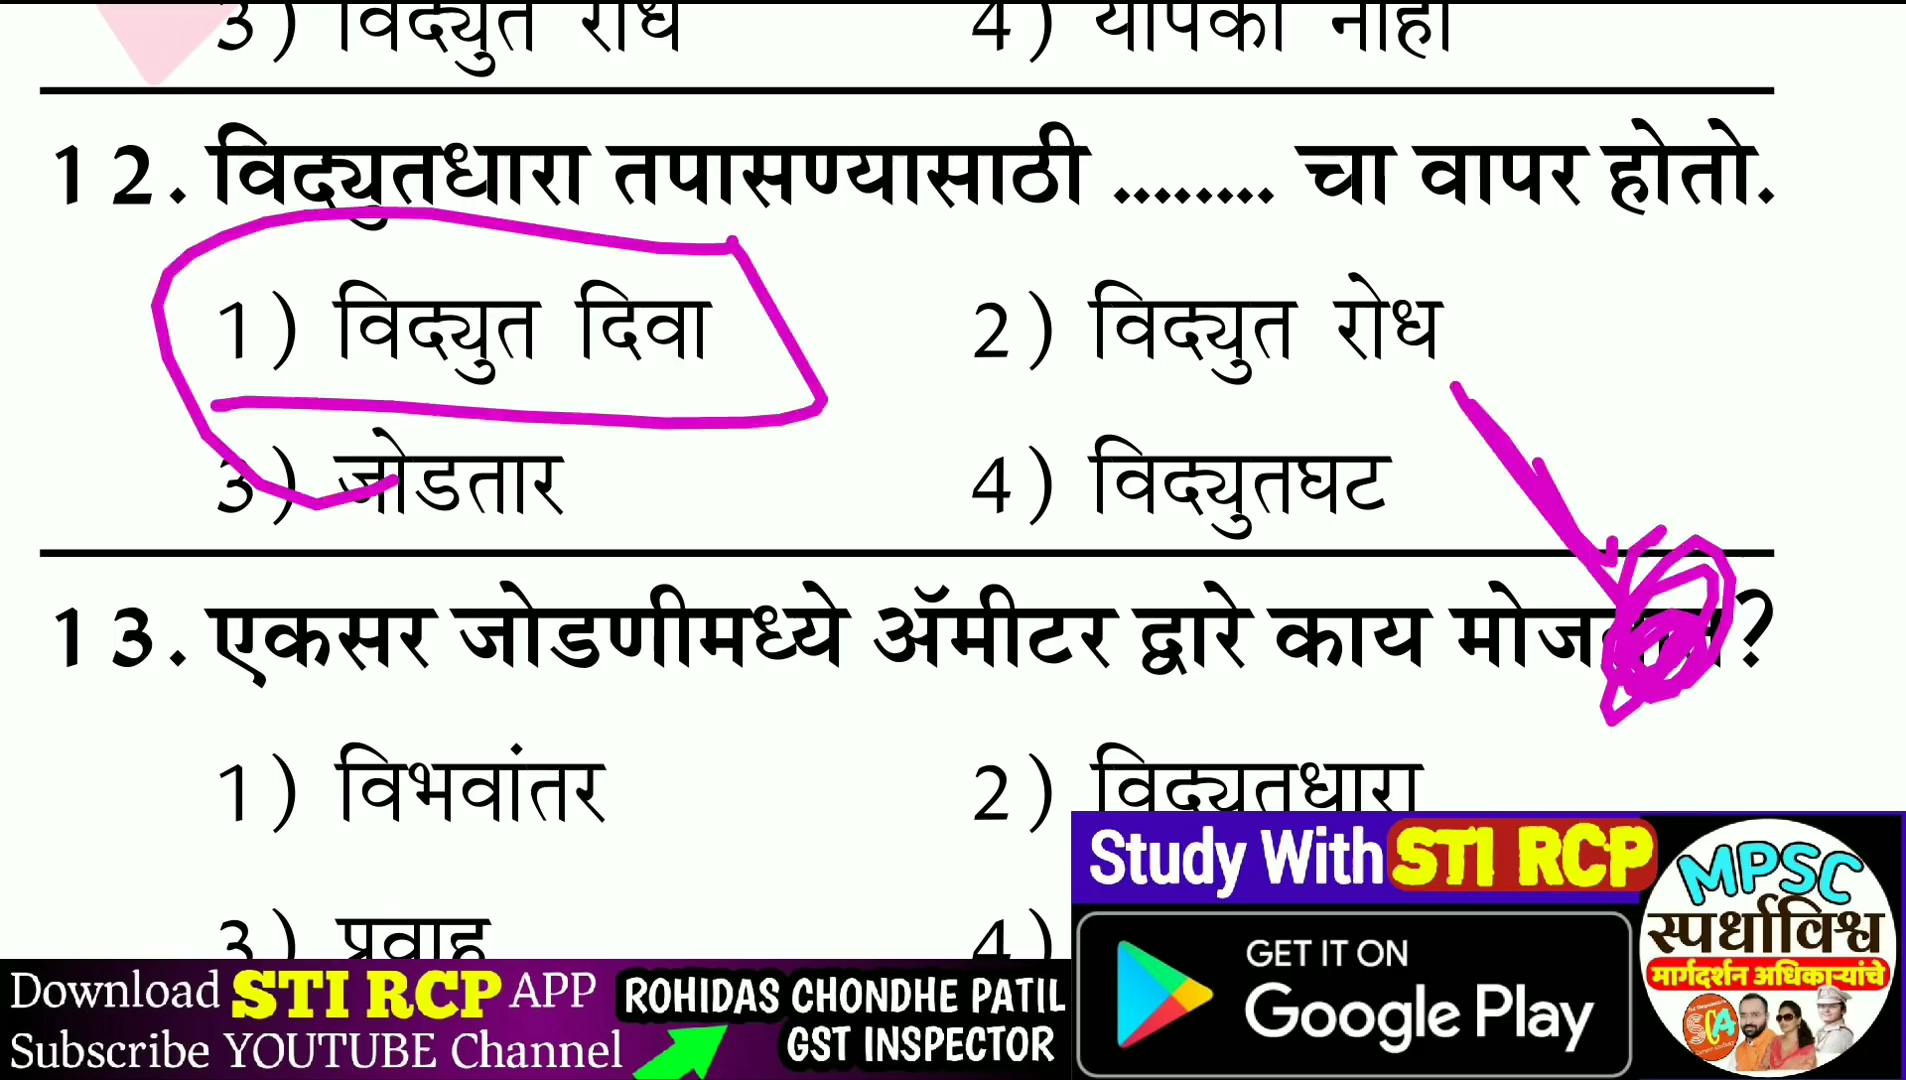 3) विद्युत रोध 4) यापैकी नाही
12. विद्युतधारा तपासण्यासाठी ........ चा वापर होतो.
1) विद्युत दिवा 2) विद्युत रोध
3) जोडतार 4) विद्युतघट
13. एकसर जोडणीमध्ये ॲमीटर द्वारे काय मोजतात?
1) विभवांतर 2) विद्युतधारा
3) प्रवाह 4)
Study With STI RCP
GET IT ON
Google Play
MPSC
स्पर्धाविश्व
मार्गदर्शन अधिकाऱ्यांचे
Download STI RCP APP
Subscribe YOUTUBE Channel
ROHIDAS CHONDHE PATIL
GST INSPECTOR